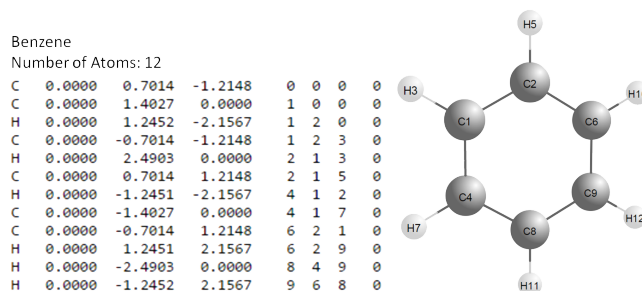 Benzene
Number of Atoms: 12
C 0.0000 0.7014 -1.2148 0 0 0 0
C 0.0000 1.4027 0.0000 1 0 0 0
H 0.0000 1.2452 -2.1567 1 2 0 0
C 0.0000 -0.7014 -1.2148 1 2 3 0
H 0.0000 2.4903 0.0000 2 1 3 0
C 0.0000 0.7014 1.2148 2 1 5 0
H 0.0000 -1.2451 -2.1567 4 1 2 0
C 0.0000 -1.4027 0.0000 4 1 7 0
C 0.0000 -0.7014 1.2148 6 2 1 0
H 0.0000 1.2451 2.1567 6 2 9 0
H 0.0000 -2.4903 0.0000 8 4 9 0
H 0.0000 -1.2452 2.1567 9 6 8 0
H5
C2
H3
C1
C6
C4
C9
H7
C8
H12
H11